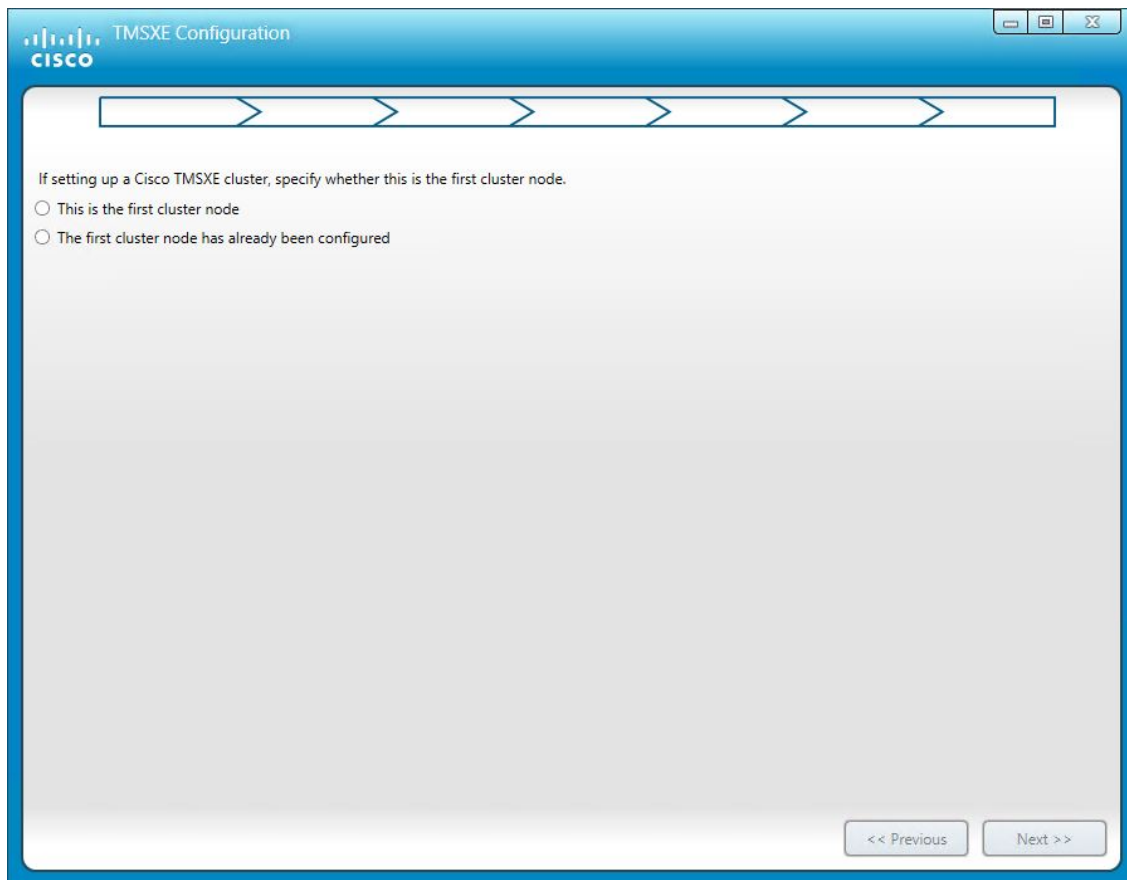 TMSXE Configuration
CISCO
If setting up a Cisco TMSXE cluster, specify whether this is the first cluster node.
This is the first cluster node
The first cluster node has already been configured
<< Previous
Next >>